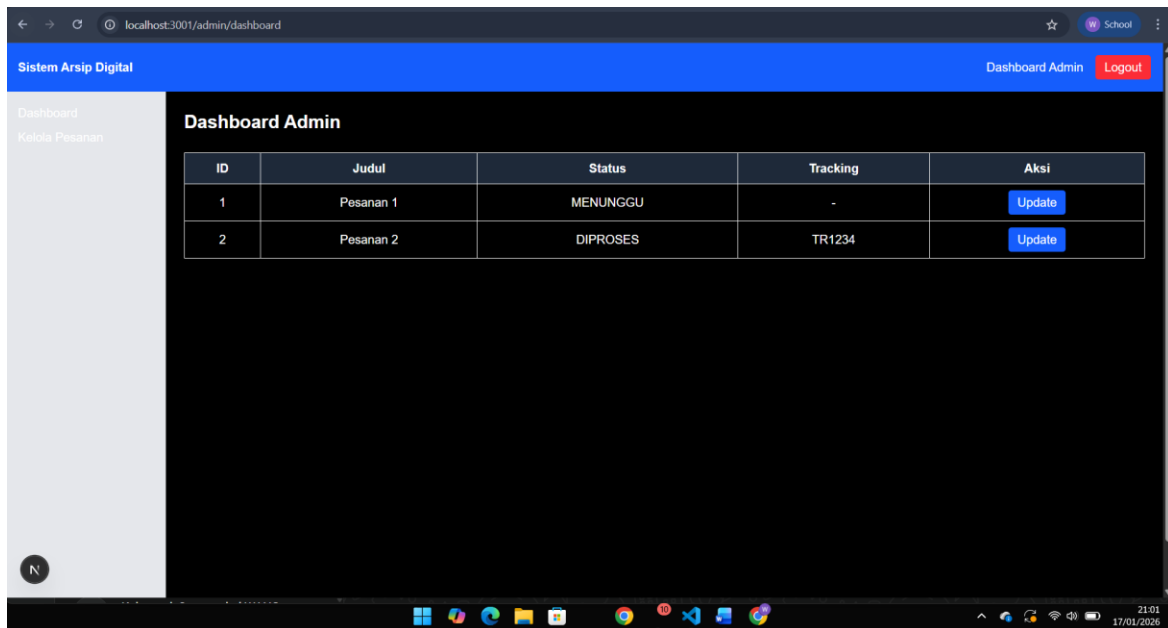 localhost:3001/admin/dashboard
W School
Sistem Arsip Digital
Dashboard Admin Logout
Dashboard
Kelola Pesanan
Dashboard Admin
ID Judul Status Tracking Aksi
1 Pesanan 1 MENUNGGU - Update
2 Pesanan 2 DIPROSES TR1234 Update
N
10
W
21:01
17/01/2026